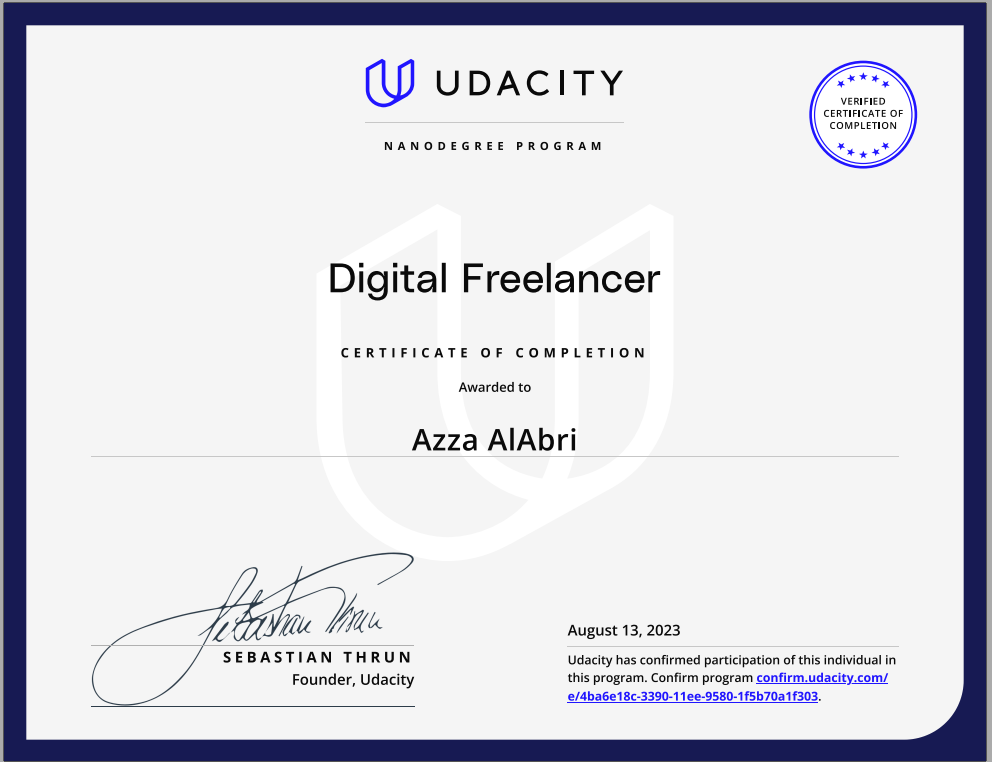 UDACITY
NANODEGREE PROGRAM
VERIFIED
CERTIFICATE OF
COMPLETION
Digital Freelancer
CERTIFICATE OF COMPLETION
Awarded to
Azza AlAbri
Sebastian Thrun
SEBASTIAN THRUN
Founder, Udacity
August 13, 2023
Udacity has confirmed participation of this individual in
this program. Confirm program confirm.udacity.com/
e/4ba6e18c-3390-11ee-9580-1f5b70a1f303.